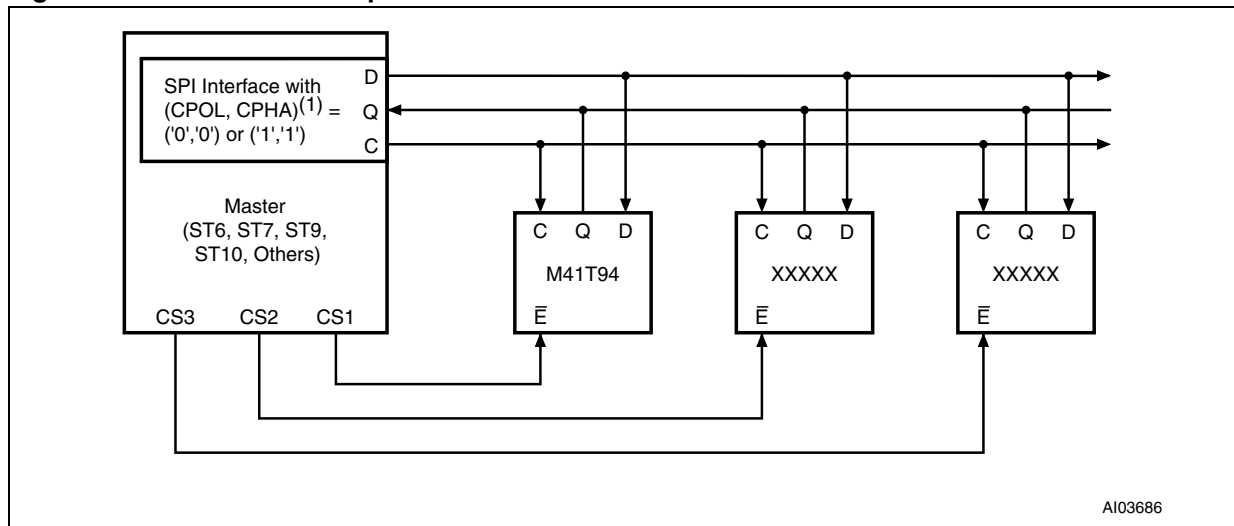 SPI Interface with
(CPOL, CPHA)(1) =
('0','0') or ('1','1')
D
Q
C
Master
(ST6, ST7, ST9,
ST10, Others)
CS3 CS2 CS1
C Q D
M41T94
E̅
C Q D
XXXXX
E̅
C Q D
XXXXX
E̅
AI03686